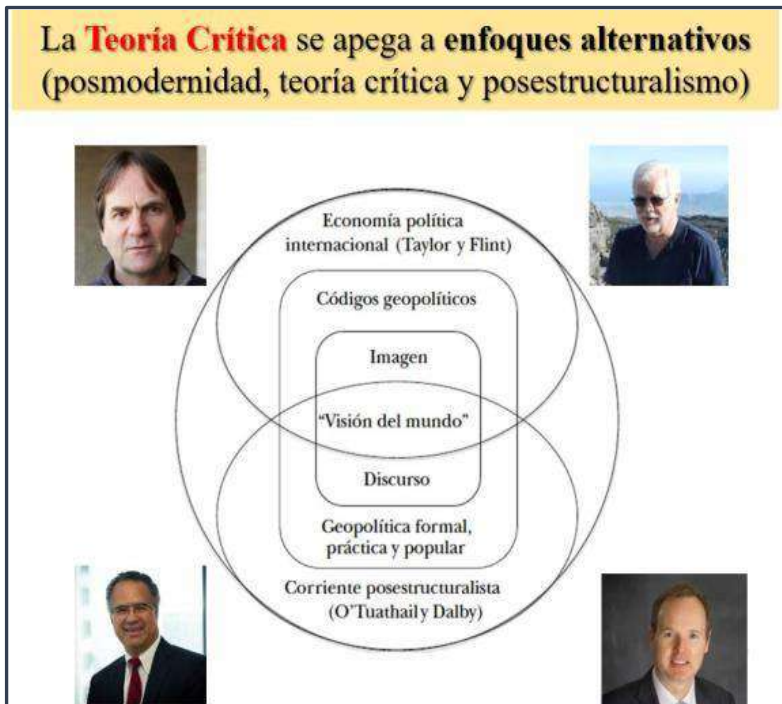 La Teoría Crítica se apega a enfoques alternativos
(posmodernidad, teoría crítica y posestructuralismo)
Economía política
internacional (Taylor y Flint)
Códigos geopolíticos
Imagen
“Visión del mundo”
Discurso
Geopolítica formal,
práctica y popular
Corriente posestructuralista
(O’Tuathail y Dalby)